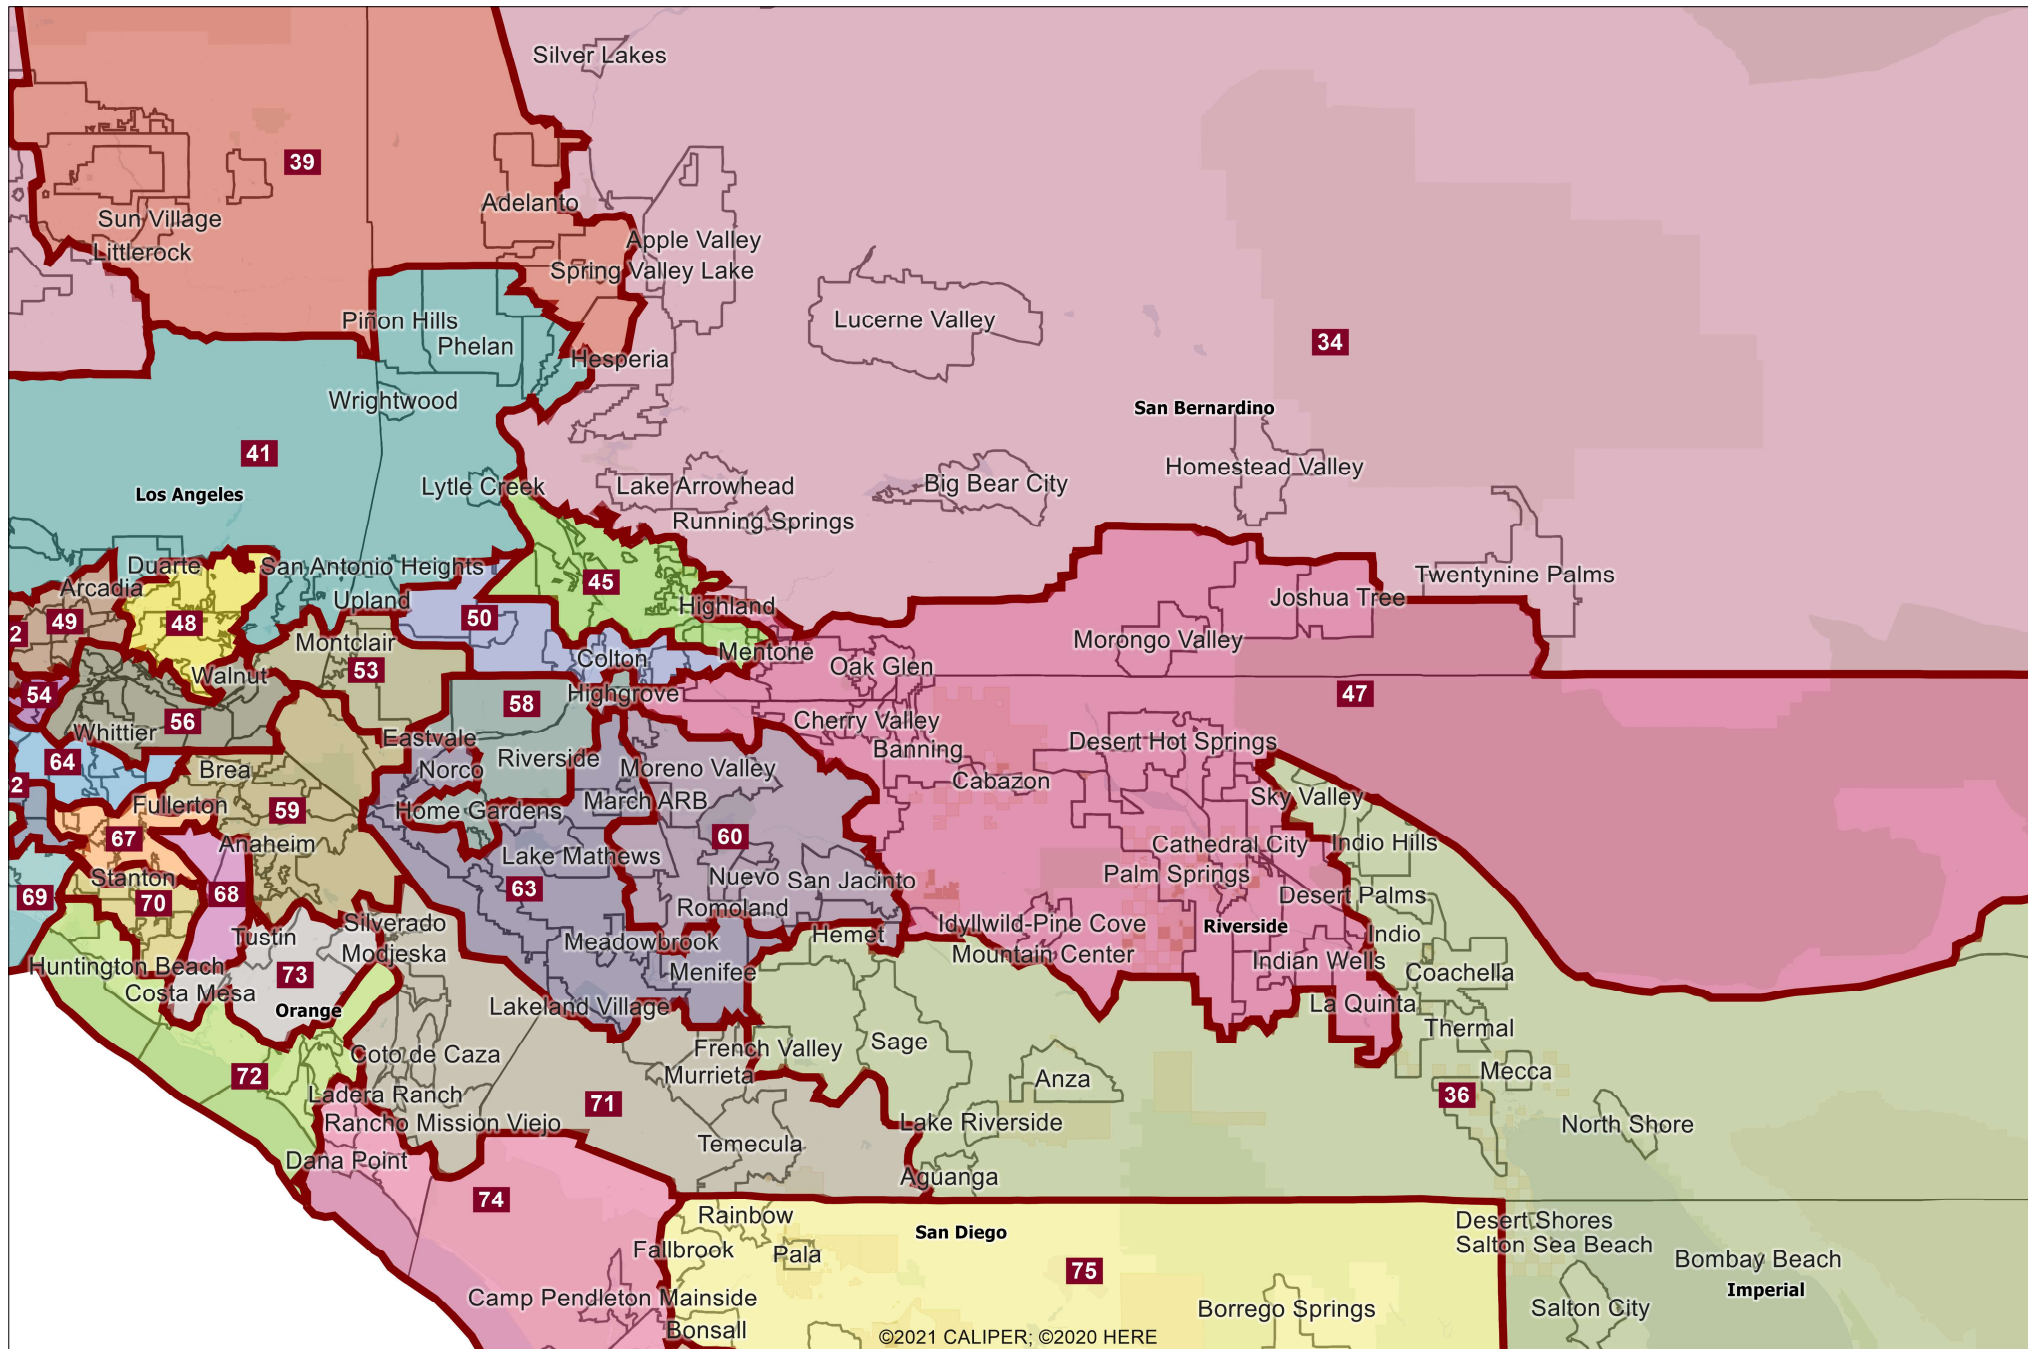 Silver Lakes
39
Adelanto
Sun Village
Littlerock
Apple Valley
Spring Valley Lake
Piñon Hills
Phelan
Hesperia
Lucerne Valley
34
Wrightwood
San Bernardino
41
Los Angeles
Lytle Creek
Lake Arrowhead
Big Bear City
Homestead Valley
Running Springs
Duarte
San Antonio Heights
Arcadia
Upland
45
Highland
Twentynine Palms
Joshua Tree
2
49
48
50
Montclair
53
Colton
Mentone
Oak Glen
Morongo Valley
Walnut
54
56
58
Highgrove
47
Whittier
Eastvale
Cherry Valley
Banning
Desert Hot Springs
64
Brea
Norco
Riverside
Moreno Valley
Cabazon
2
Fullerton
59
Home Gardens
March ARB
Sky Valley
67
Anaheim
60
Cathedral City
Indio Hills
Lake Mathews
Stanton
63
Nuevo
San Jacinto
Palm Springs
69
70
68
Romoland
Desert Palms
Silverado
Tustin
Modjeska
Meadowbrook
Hemet
Idyllwild-Pine Cove
Mountain Center
Riverside
Indio
Huntington Beach
73
Menifee
Indian Wells
Coachella
Costa Mesa
Orange
Lakeland Village
La Quinta
Thermal
Coto de Caza
French Valley
Sage
72
Murrieta
Anza
Mecca
Ladera Ranch
71
36
Rancho Mission Viejo
Temecula
Lake Riverside
North Shore
Dana Point
Aguanga
74
Rainbow
San Diego
Desert Shores
Fallbrook
Pala
Salton Sea Beach
75
Bombay Beach
Imperial
Camp Pendleton Mainside
Borrego Springs
Salton City
Bonsall
©2021 CALIPER; ©2020 HERE